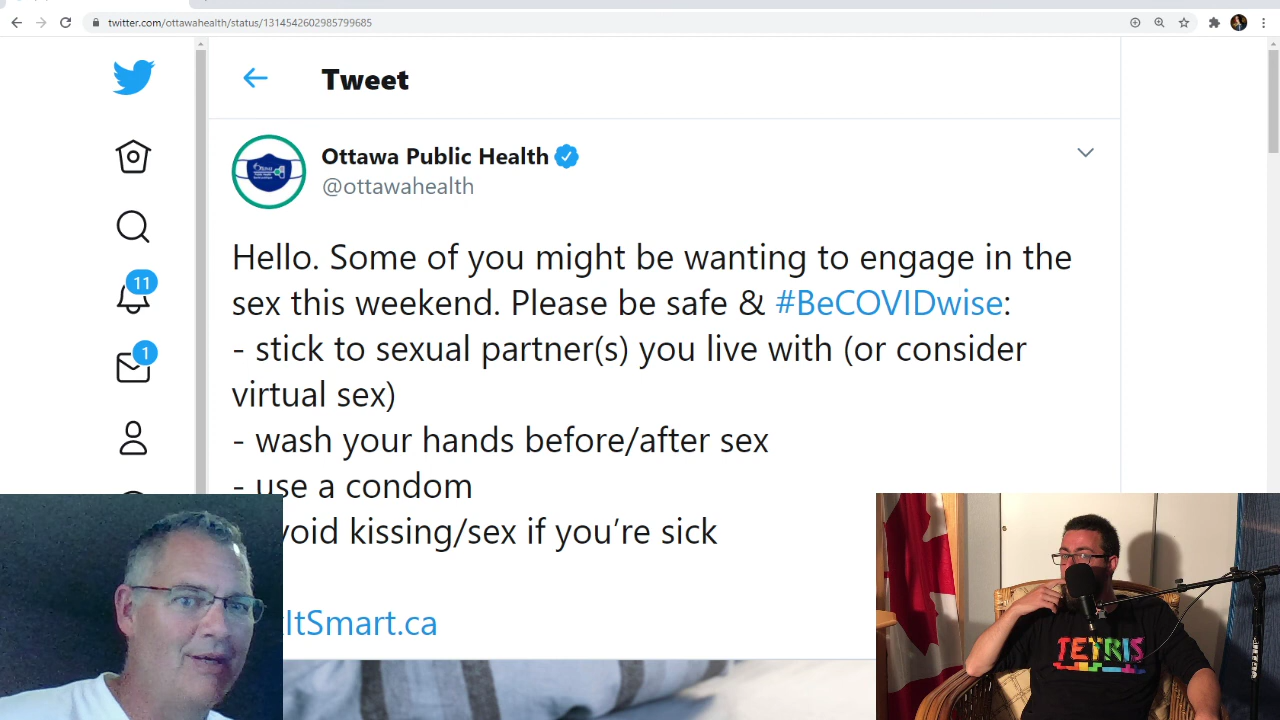 twitter.com/ottawahealth/status/1314542602985799685
Tweet
Ottawa Public Health
@ottawahealth
11
1
Hello. Some of you might be wanting to engage in the
sex this weekend. Please be safe & #BeCOVIDwise:
- stick to sexual partner(s) you live with (or consider
virtual sex)
- wash your hands before/after sex
- use a condom
void kissing/sex if you're sick
ItSmart.ca
TETRIS